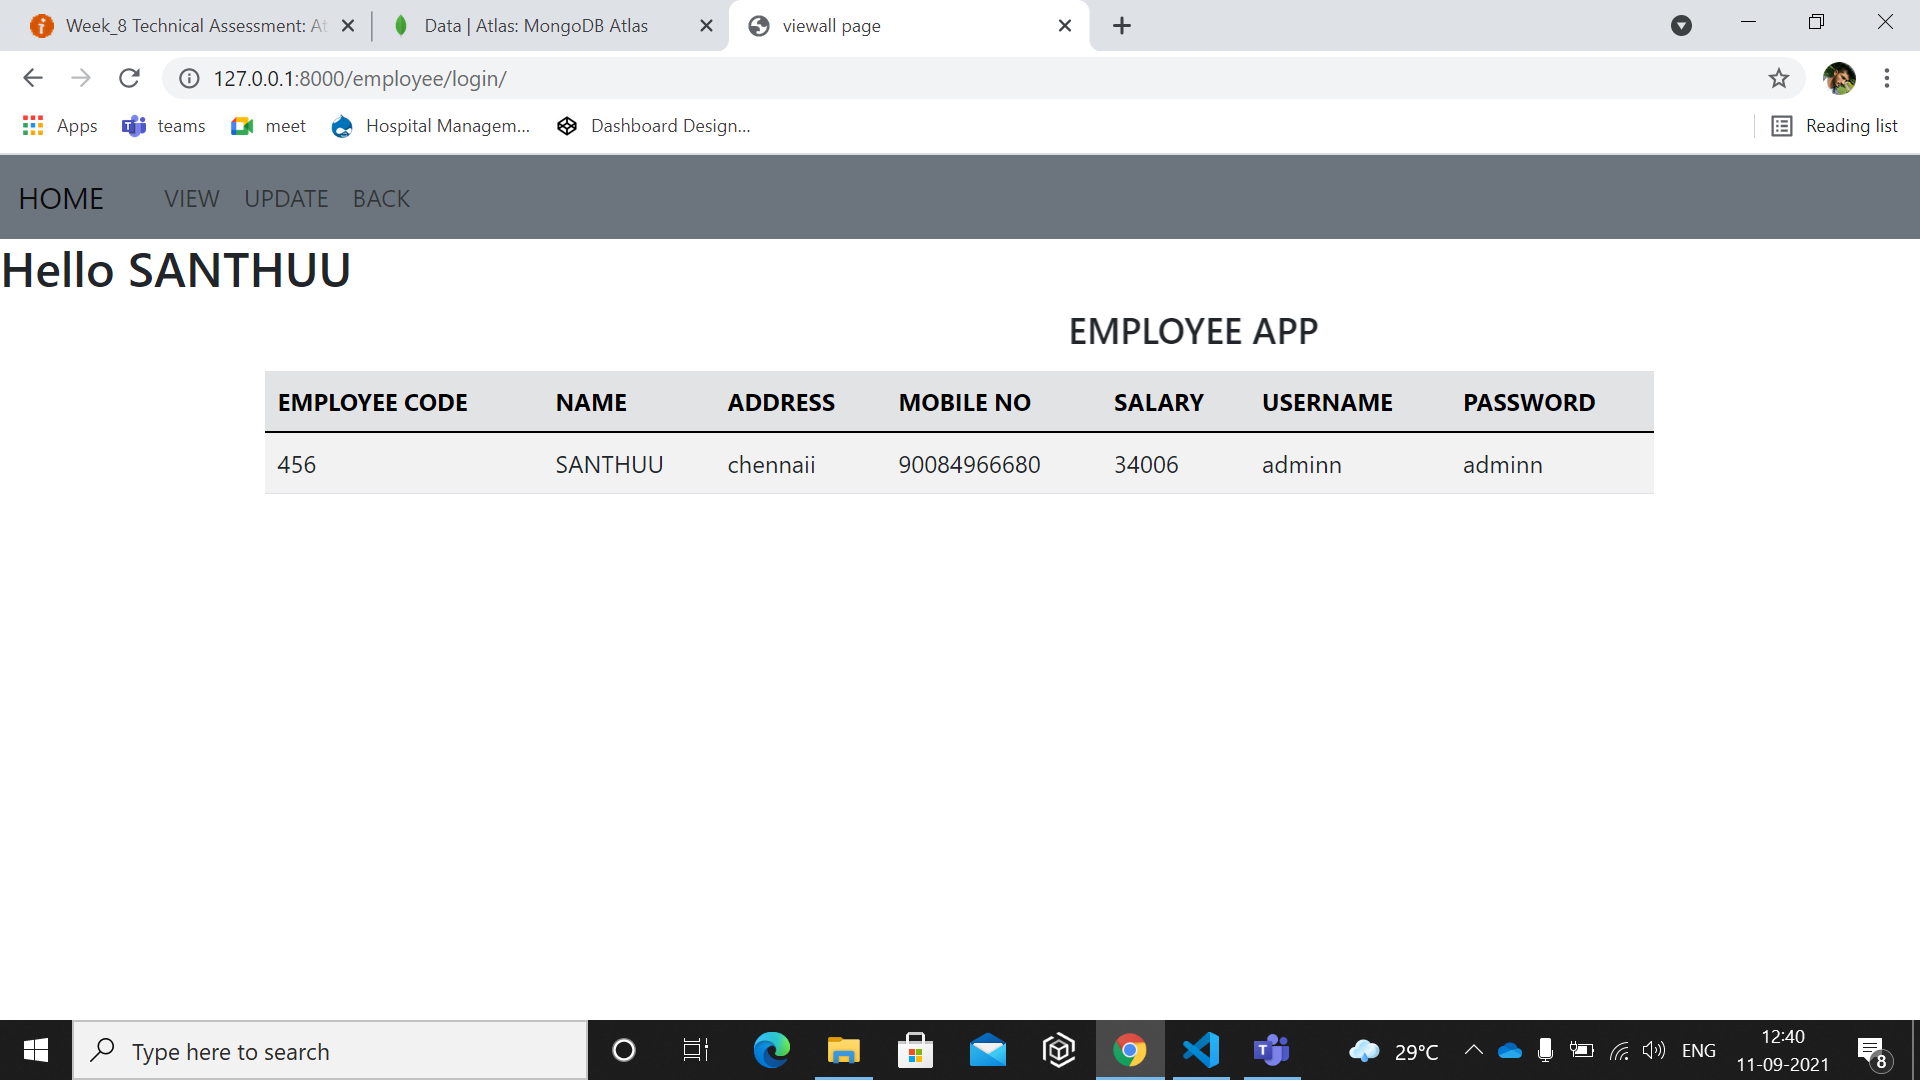 Week_8 Technical Assessment: At
Data | Atlas: MongoDB Atlas
viewall page
127.0.0.1:8000/employee/login/
Apps
teams
meet
Hospital Managem...
Dashboard Design...
Reading list
HOME VIEW UPDATE BACK
Hello SANTHUU
EMPLOYEE APP
EMPLOYEE CODE NAME ADDRESS MOBILE NO SALARY USERNAME PASSWORD
456 SANTHUU chennaii 90084966680 34006 adminn adminn
Type here to search
29°C
ENG
12:40
11-09-2021
8